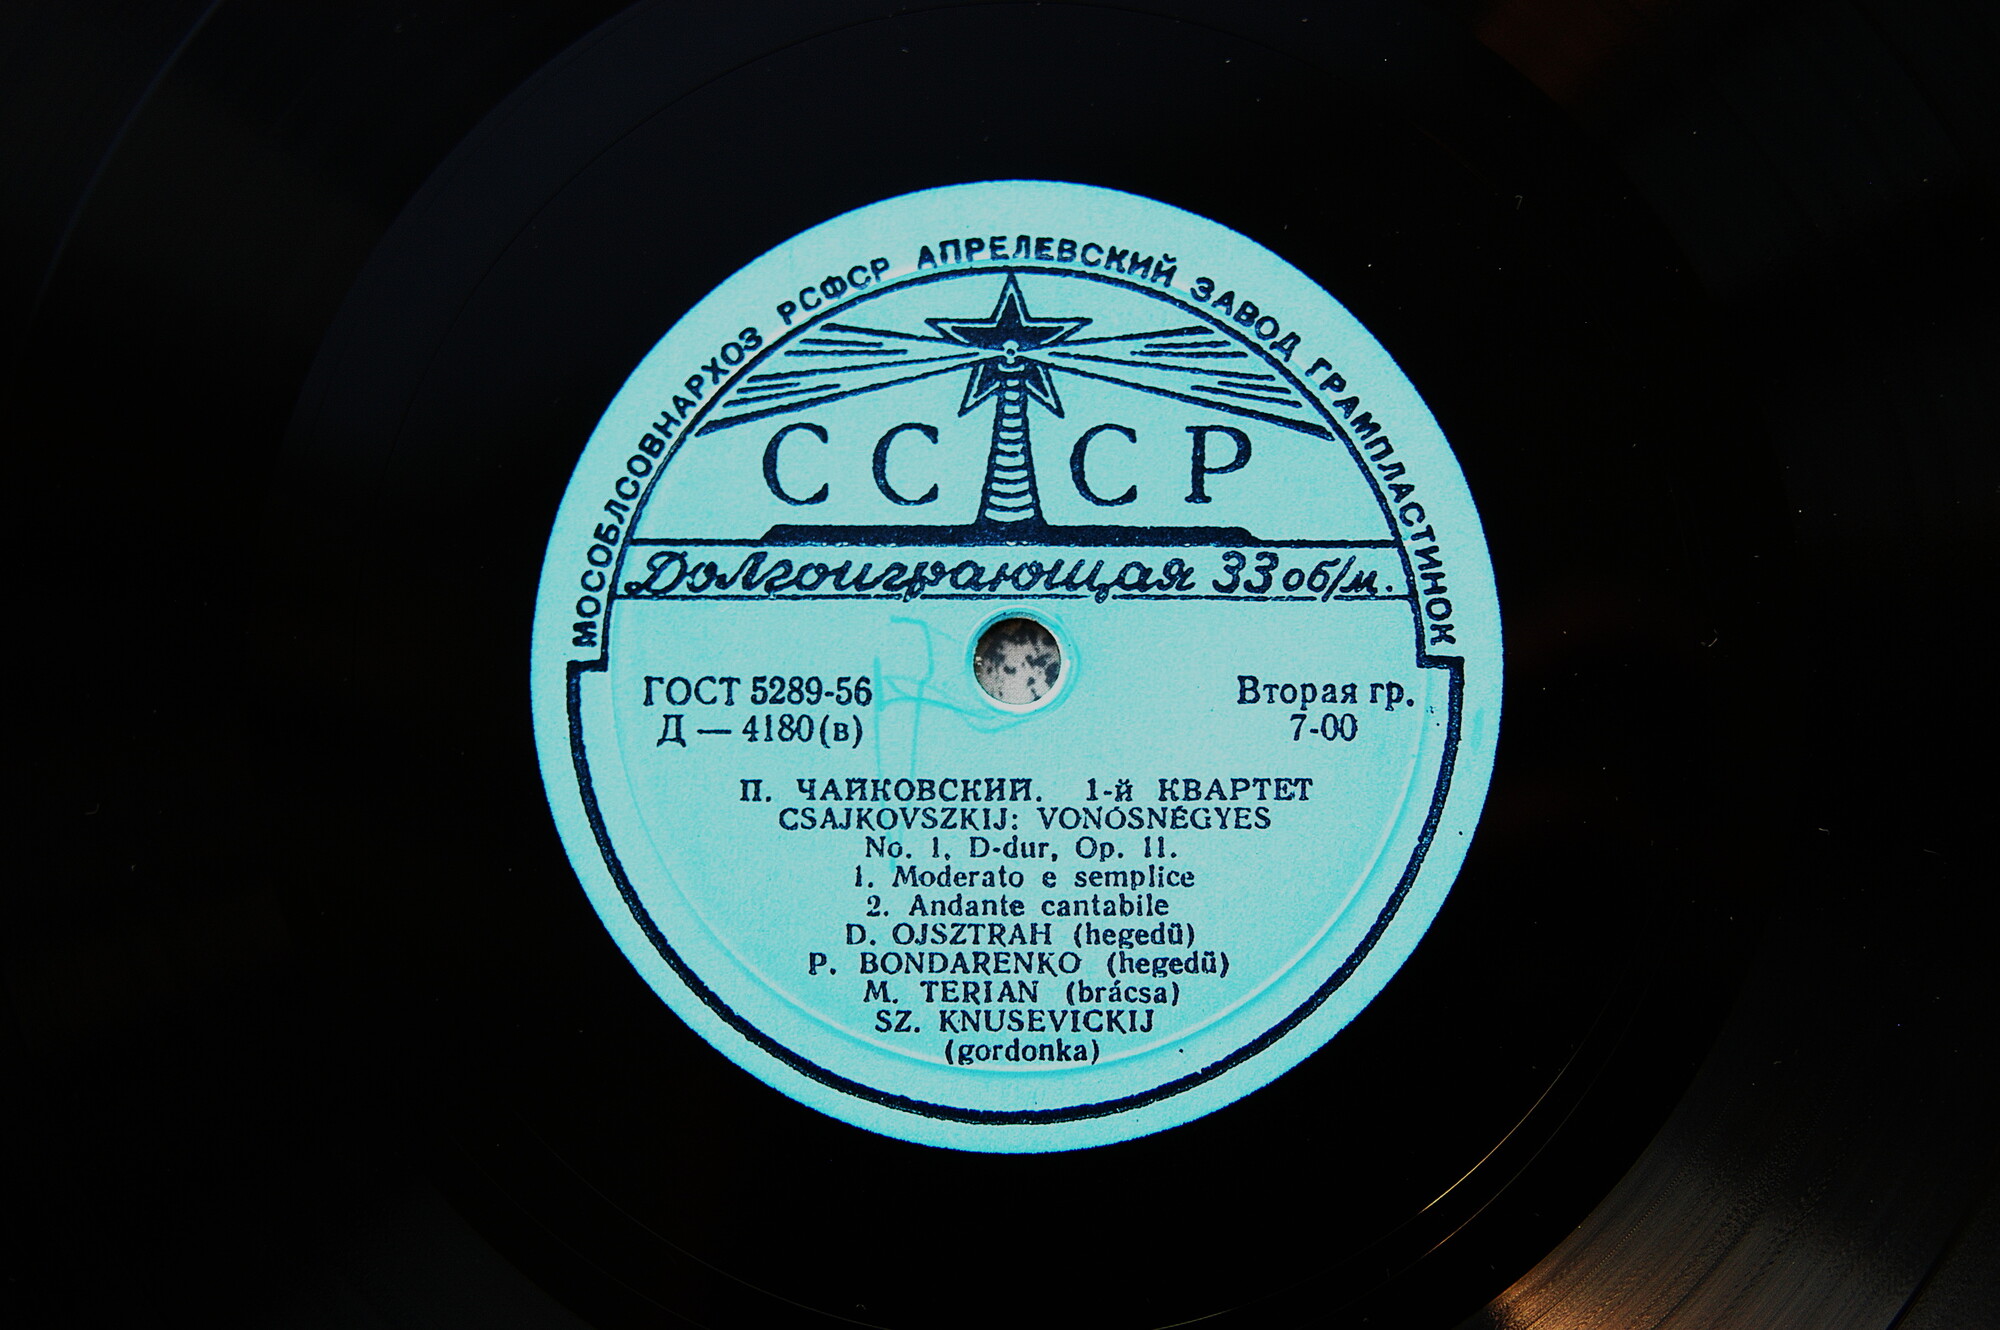 МОСОБЛСОВНАРХОЗ РСФСР АПРЕЛЕВСКИЙ ЗАВОД ГРАМПЛАСТИНОК
СССР
Долгоиграющая 33 об/м.
ГОСТ 5289-56
Д — 4180(в)
Вторая гр.
7-00
П. ЧАЙКОВСКИЙ. 1-й КВАРТЕТ
CSAJKOVSZKIJ: VONÓSNÉGYES
No. 1, D-dur, Op. 11.
1. Moderato e semplice
2. Andante cantabile
D. OJSZTRAH (hegedü)
P. BONDARENKO (hegedü)
M. TERIAN (brácsa)
SZ. KNUSEVICKIJ
(gordonka)